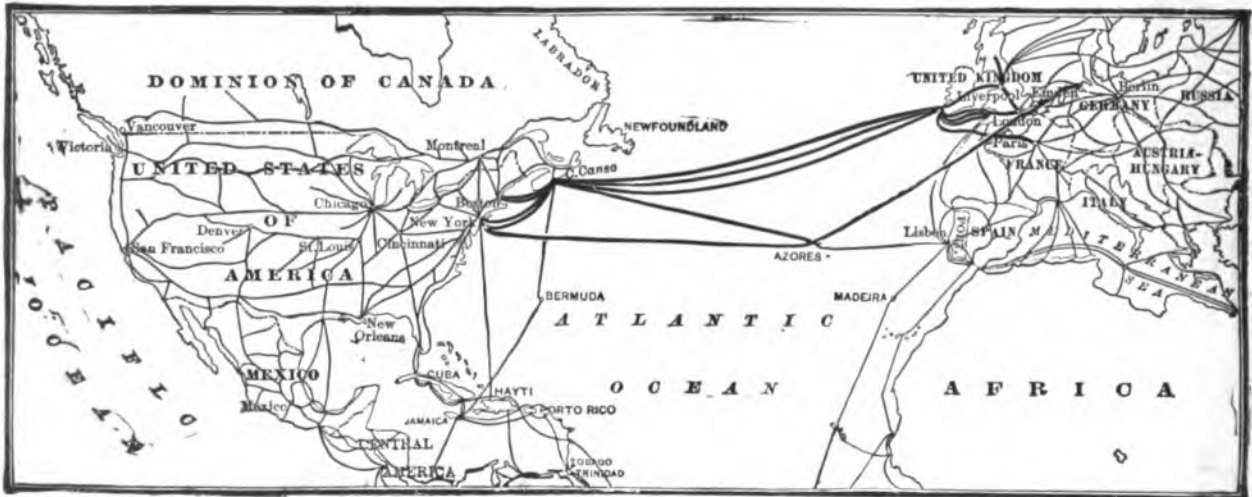 LABRADOR
DOMINION OF CANADA
UNITED KINGDOM
Liverpool
Emden
Berlin
GERMANY
RUSSIA
Vancouver
NEWFOUNDLAND
London
Victoria
Montreal
Paris
AUSTRIA-
HUNGARY
UNITED STATES
C. Canso
FRANCE
Chicago
Boston
ITALY
OF
New York
Denver
Lisbon
PORT.
SPAIN
MEDITERRANEAN
SEA
San Francisco
St. Louis
Cincinnati
AZORES
AMERICA
PACIFIC
OCEAN
BERMUDA
MADEIRA
New
Orleans
ATLANTIC
MEXICO
CUBA
OCEAN
AFRICA
HAYTI
Mexico
JAMAICA
PORTO RICO
CENTRAL
AMERICA
TOBAGO
TRINIDAD